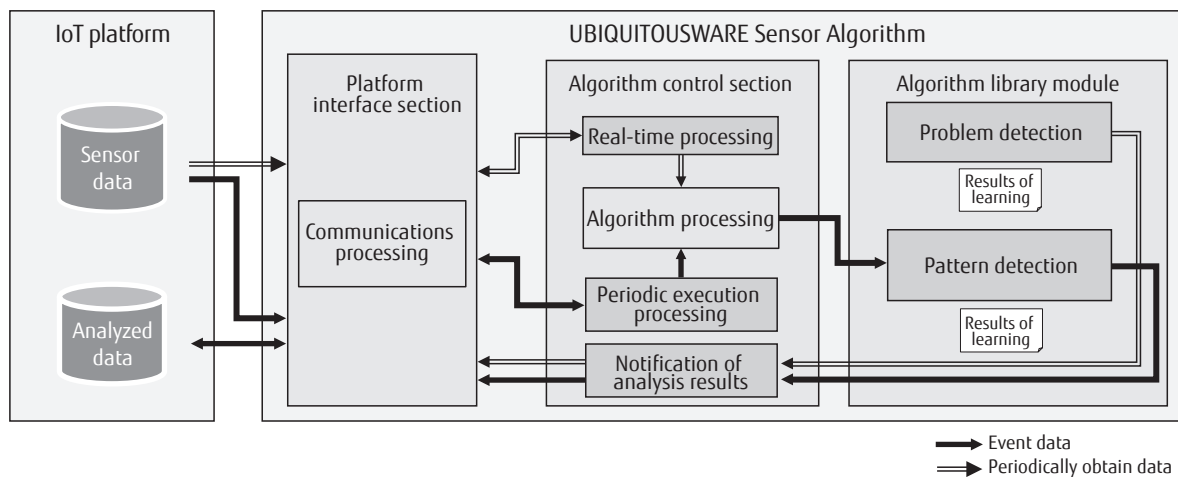 IoT platform
Sensor
data
Analyzed
data
UBIQUITOUSWARE Sensor Algorithm
Platform
interface section
Communications
processing
Algorithm control section
Real-time processing
Algorithm processing
Periodic execution
processing
Notification of
analysis results
Algorithm library module
Problem detection
Results of
learning
Pattern detection
Results of
learning
Event data
Periodically obtain data